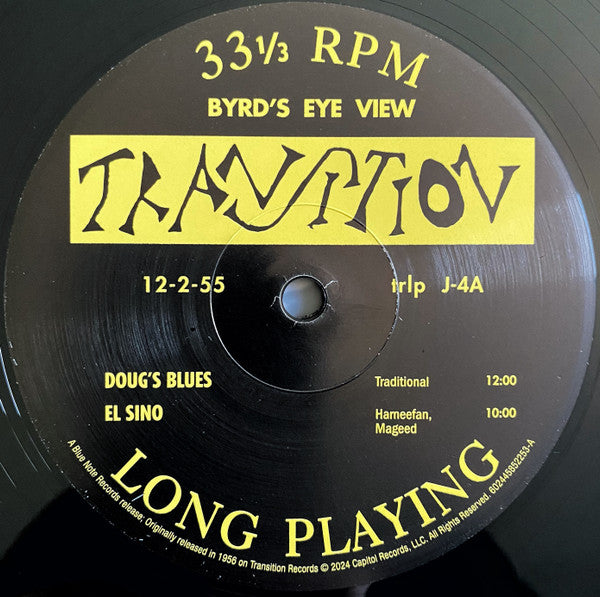 33⅓ RPM
BYRD'S EYE VIEW
TRANSITION
12-2-55 trlp J-4A
DOUG'S BLUES Traditional 12:00
EL SINO Hameefan, 10:00
Mageed
LONG PLAYING
A Blue Note Records release; Originally released in 1956 on Transition Records © 2024 Capitol Records, LLC. All Rights Reserved. 602445852253-A